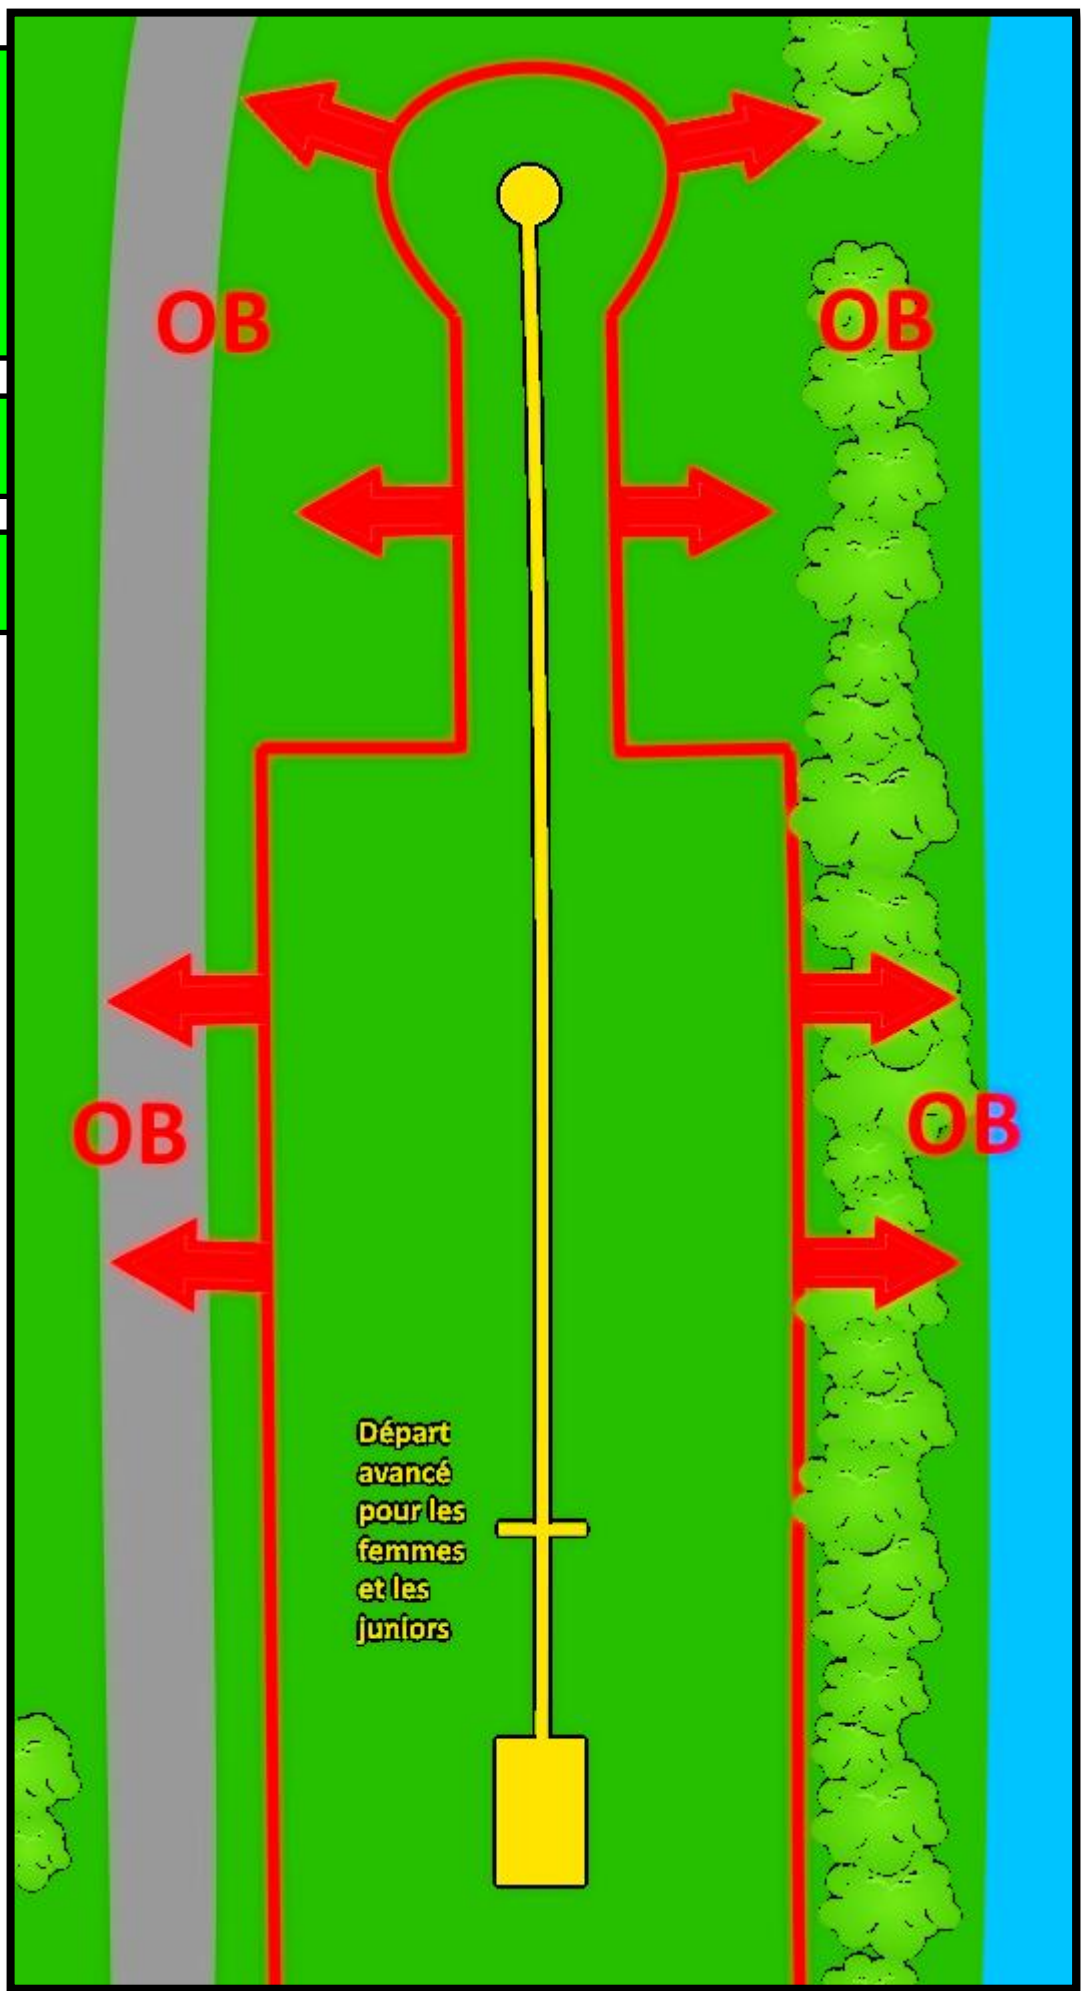 OB
OB
OB
OB
Départ
avancé
pour les
femmes
et les
juniors